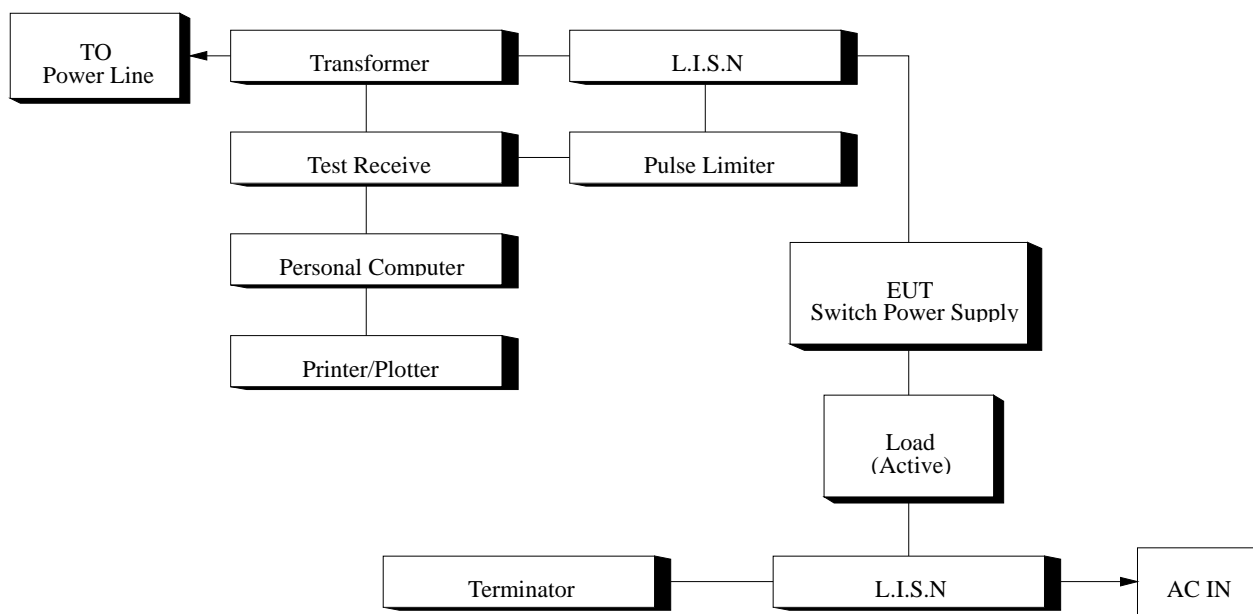 TO
Power Line
Transformer
L.I.S.N
Test Receive
Pulse Limiter
Personal Computer
EUT
Switch Power Supply
Printer/Plotter
Load
(Active)
Terminator
L.I.S.N
AC IN